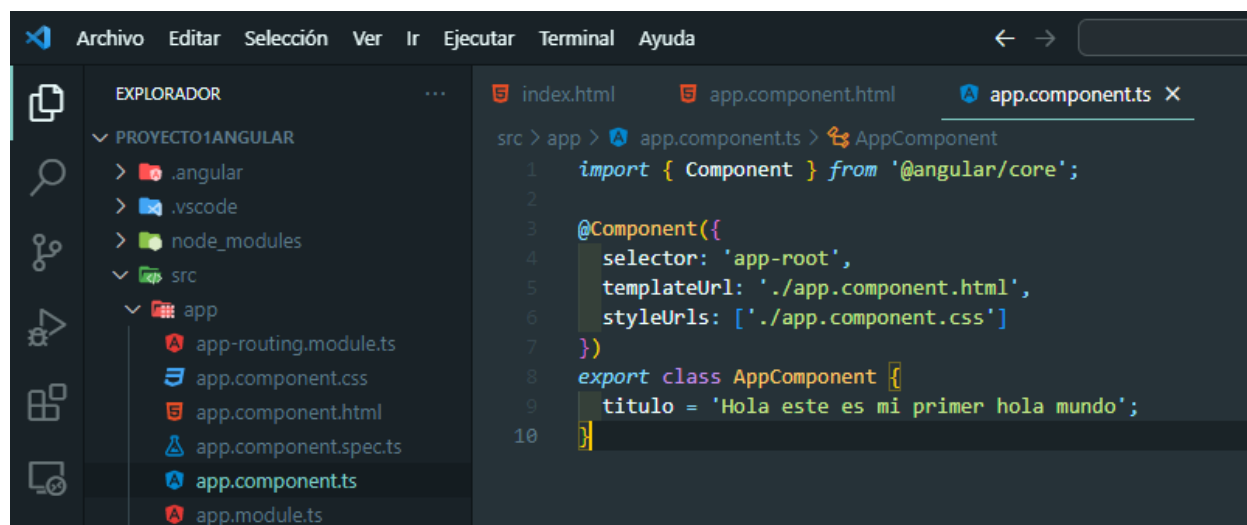 Archivo Editar Selección Ver Ir Ejecutar Terminal Ayuda
EXPLORADOR
PROYECTO1ANGULAR
.angular
.vscode
node_modules
src
app
app-routing.module.ts
app.component.css
app.component.html
app.component.spec.ts
app.component.ts
app.module.ts
index.html app.component.html app.component.ts
src > app > app.component.ts > AppComponent
1 import { Component } from '@angular/core';
2
3 @Component({
4 selector: 'app-root',
5 templateUrl: './app.component.html',
6 styleUrls: ['./app.component.css']
7 })
8 export class AppComponent {
9 titulo = 'Hola este es mi primer hola mundo';
10 }